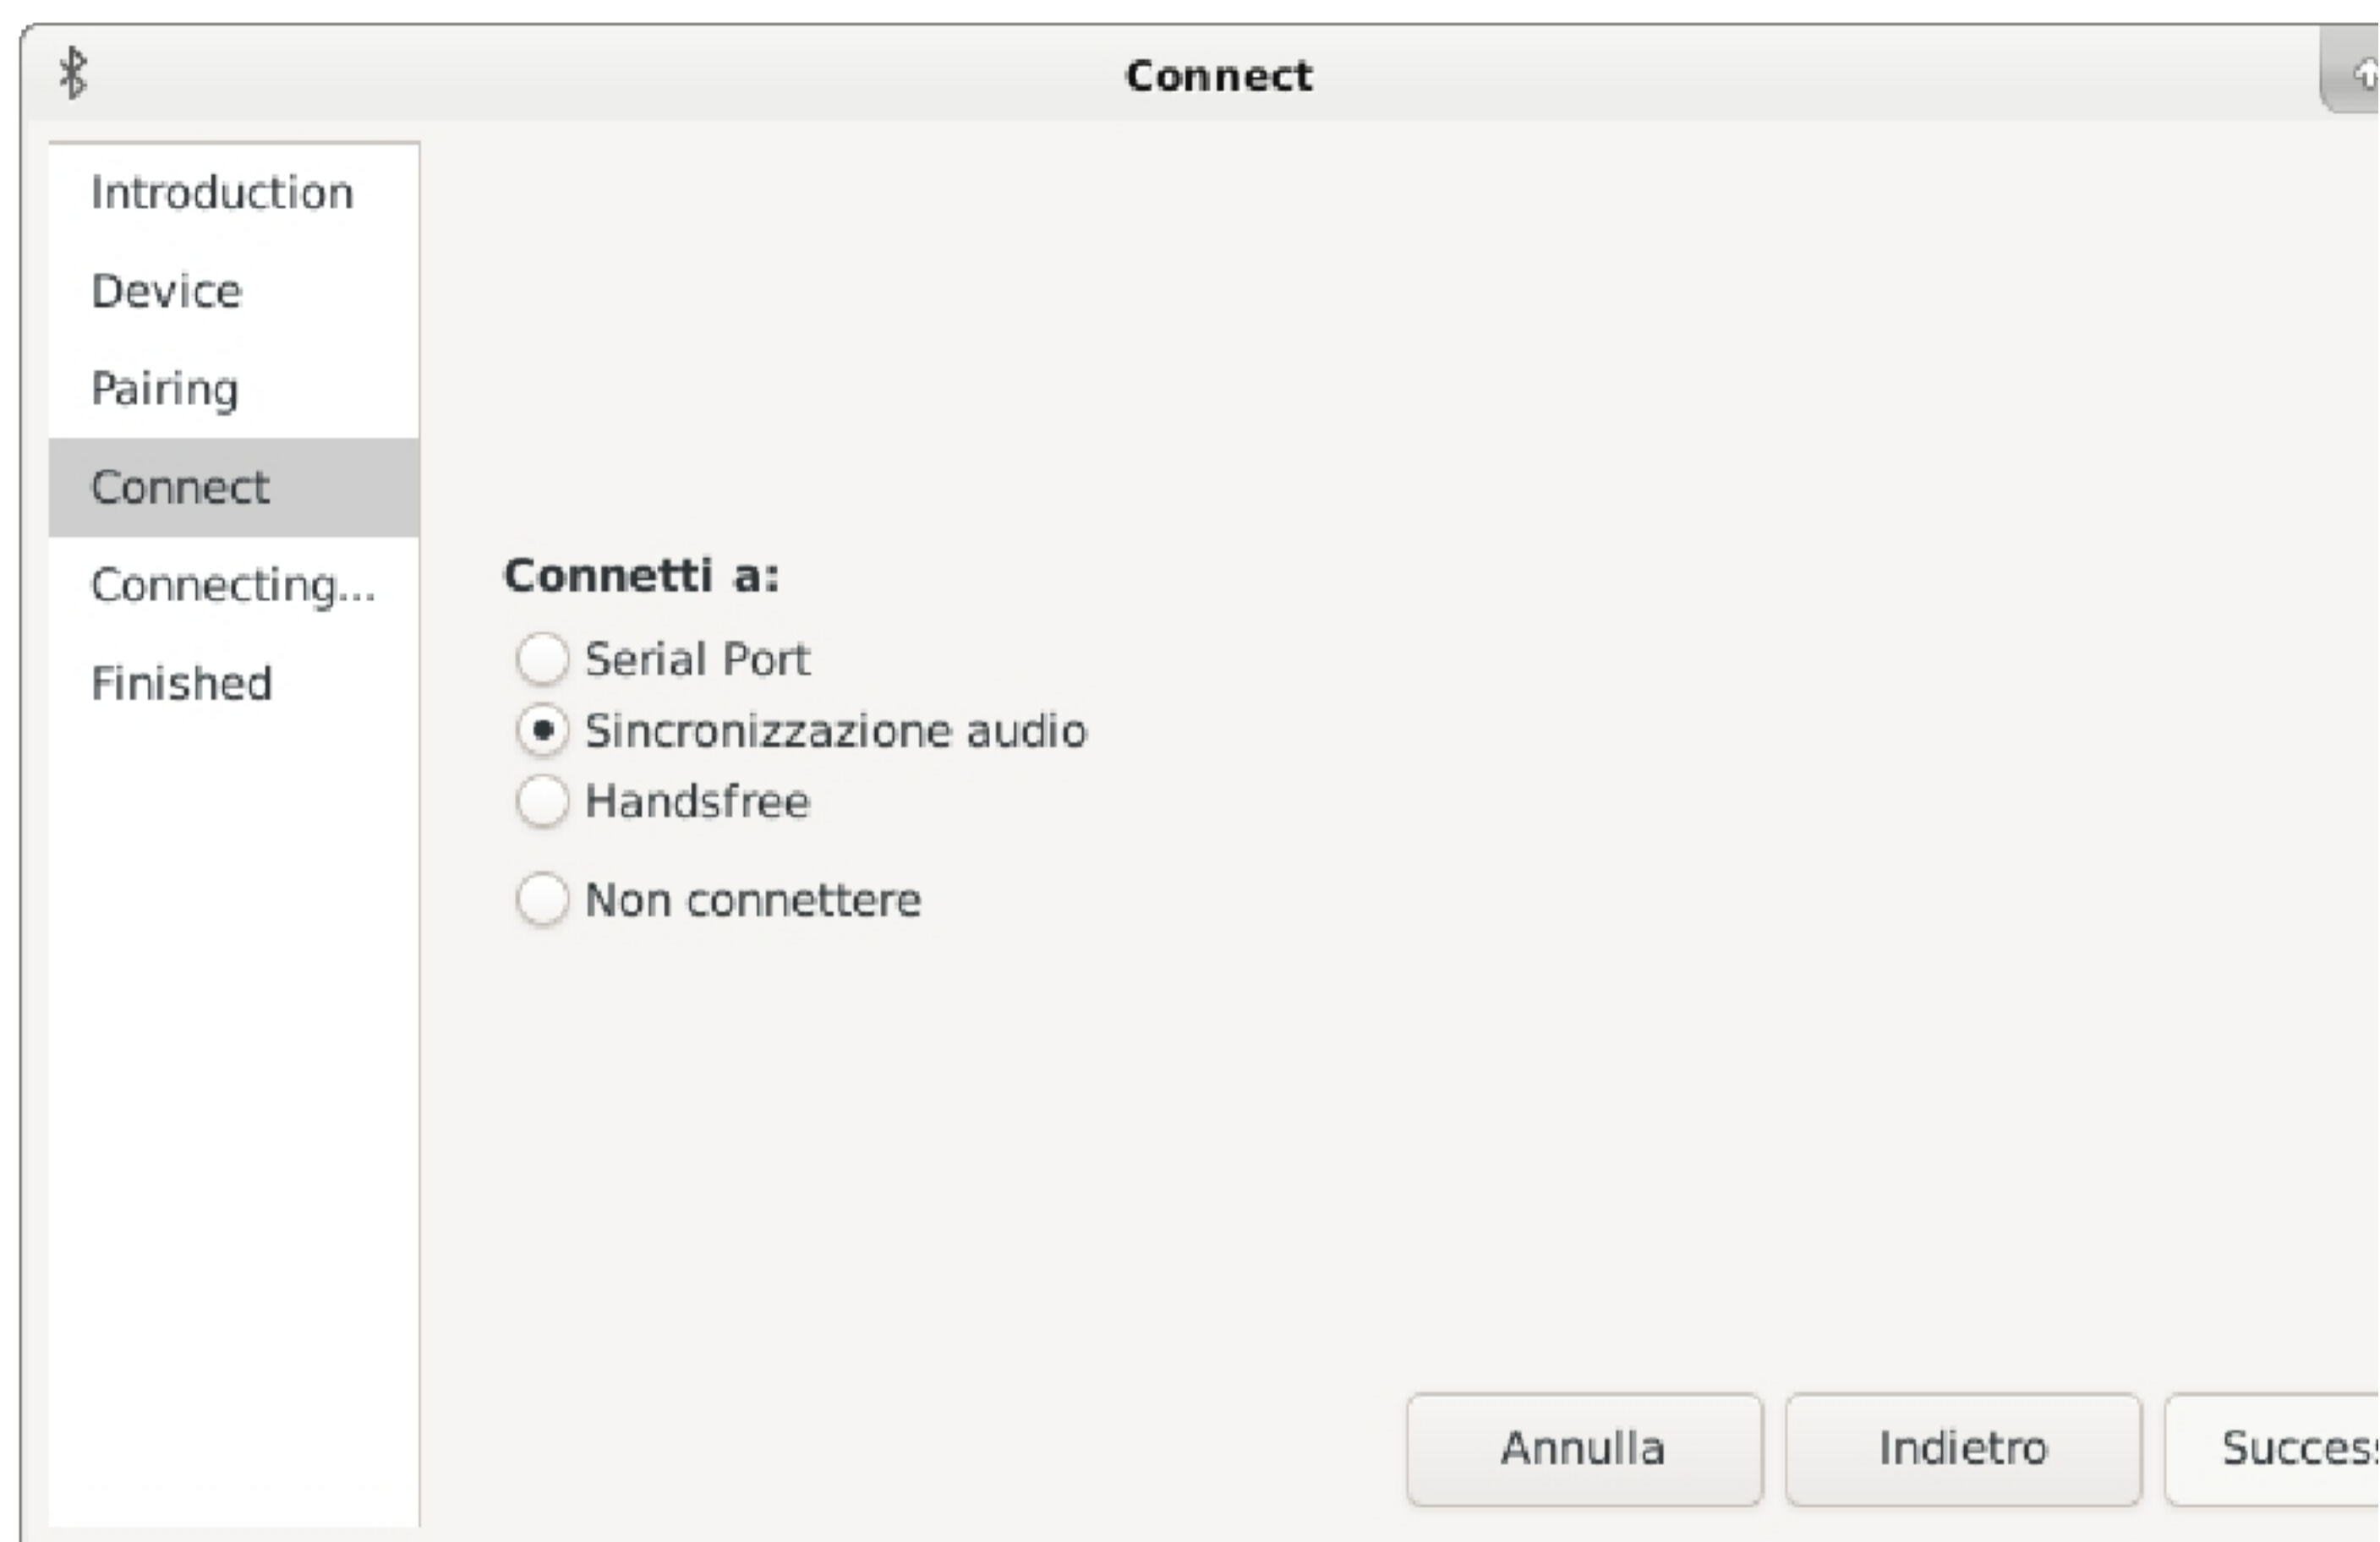 Connect
Introduction
Device
Pairing
Connect
Connecting...
Finished
Connetti a:
Serial Port
Sincronizzazione audio
Handsfree
Non connettere
Annulla
Indietro